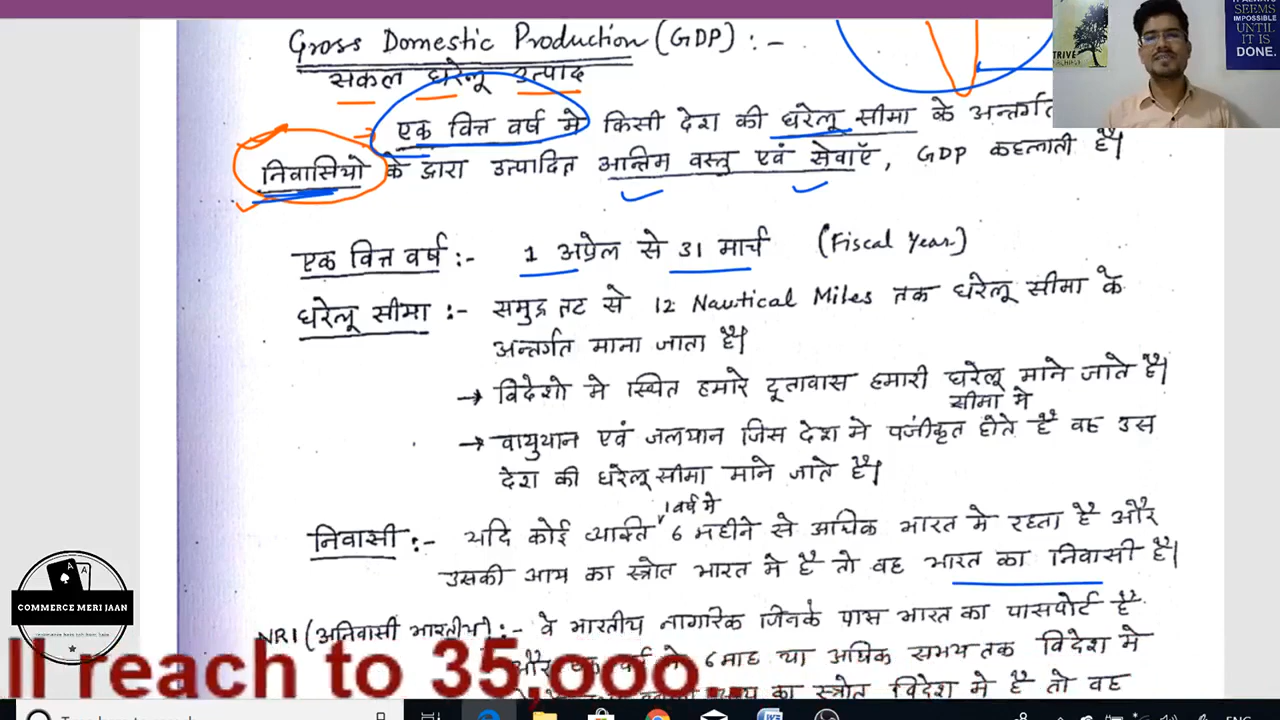 Gross Domestic Production (GDP) :-
सकल घरेलू उत्पाद
एक वित्त वर्ष मे किसी देश की घरेलू सीमा के अन्तर्गत
निवासियो के द्वारा उत्पादित अन्तिम वस्तु एवं सेवाएँ, GDP कहलाती है।
एक वित्त वर्ष :- 1 अप्रेल से 31 मार्च (Fiscal Year)
घरेलू सीमा :- समुद्र तट से 12 Nautical Miles तक घरेलू सीमा के
अन्तर्गत माना जाता है।
→ विदेशो मे स्थित हमारे दूतावास हमारी घरेलू माने जाते है।
सीमा मे
→ वायुयान एवं जलयान जिस देश मे पंजीकृत होते है वह उस
देश की घरेलू सीमा माने जाते है।
1 वर्ष मे
निवासी :- यदि कोई व्यक्ति 6 महीने से अधिक भारत मे रहता है और
उसकी आय का स्त्रोत भारत मे है तो वह भारत का निवासी है।
NRI (अनिवासी भारतीय) :- वे भारतीय नागरिक जिनके पास भारत का पासपोर्ट है
और एक वर्ष मे 6 माह या अधिक समय तक विदेश मे
का स्त्रोत विदेश मे है तो वह
ll reach to 35,000..
COMMERCE MERI JAAN
TRIVE
SEEMS
IMPOSSIBLE
UNTIL
IT IS
DONE.